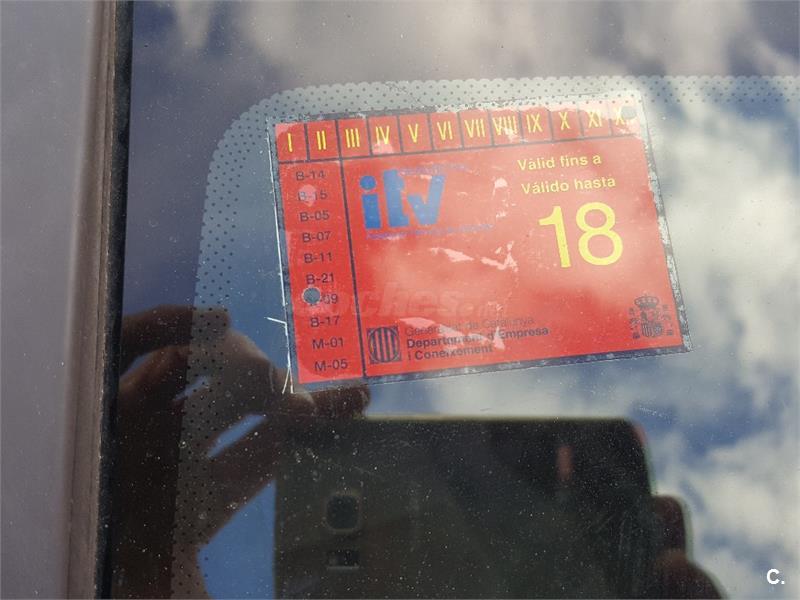 I II III IV V VI VII VIII IX X XI
B-14
B-15
B-05
B-07
B-11
B-21
B-17
M-01
M-05
itv
Vàlid fins a
Válido hasta
18
Generalitat de Catalunya
Departament d'Empresa
i Coneixement
C.